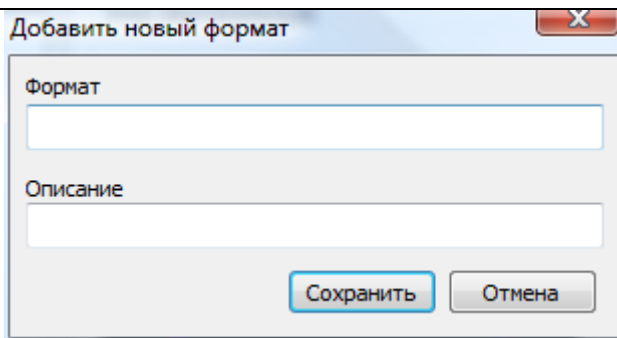 Добавить новый формат
Формат
Описание
Сохранить Отмена